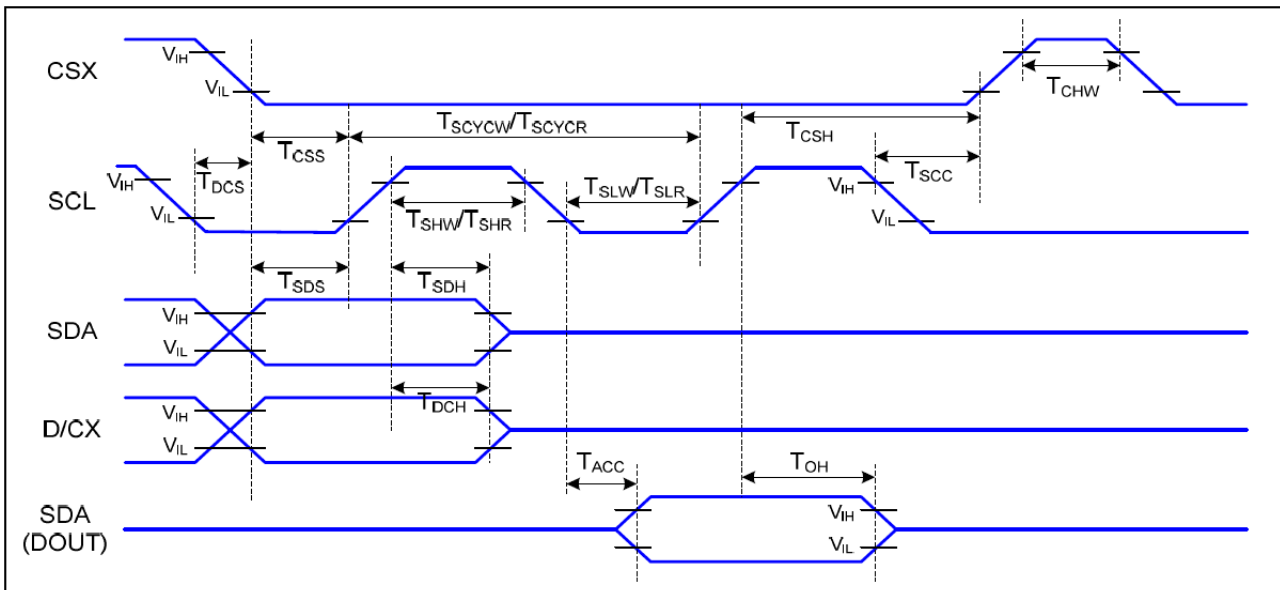 VIH
CSX
VIL
TCHW
TSCYCW/TSCYCR
TCSS
TCSH
TDCS
TSCC
VIH
SCL
VIL
TSHW/TSHR
TSLW/TSLR
VIH
VIL
TSDS
TSDH
SDA
VIH
VIL
TDCH
D/CX
VIH
VIL
TACC
TOH
SDA
(DOUT)
VIH
VIL